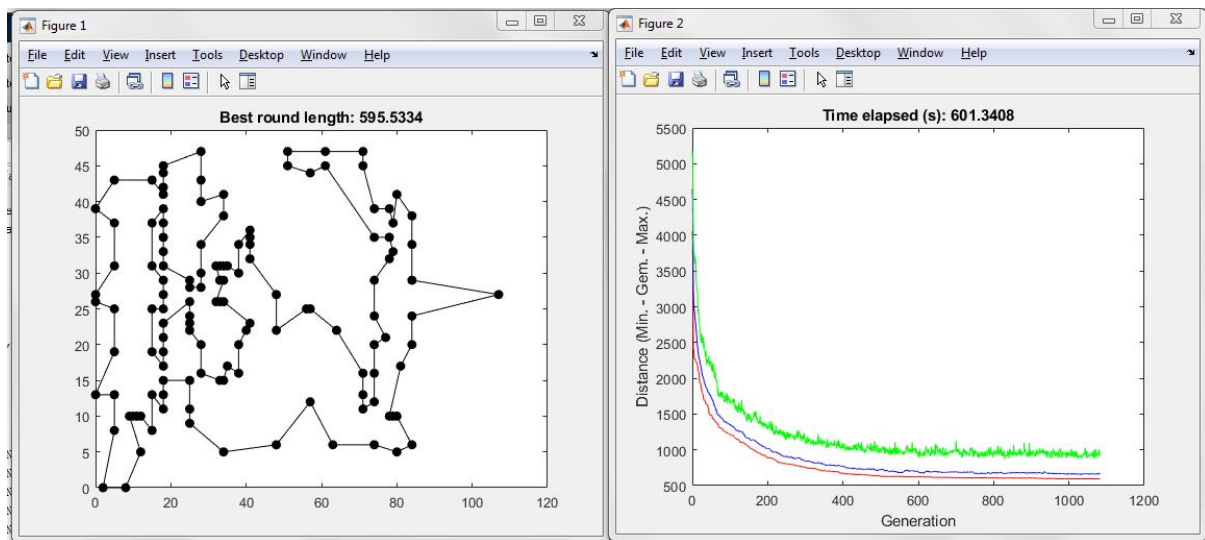 Figure 1
File Edit View Insert Tools Desktop Window Help
Best round length: 595.5334
50
45
40
35
30
25
20
15
10
5
0
0 20 40 60 80 100 120
Figure 2
File Edit View Insert Tools Desktop Window Help
Time elapsed (s): 601.3408
5500
5000
4500
4000
3500
3000
2500
2000
1500
1000
500
0 200 400 600 800 1000 1200
Distance (Min. - Gem. - Max.)
Generation